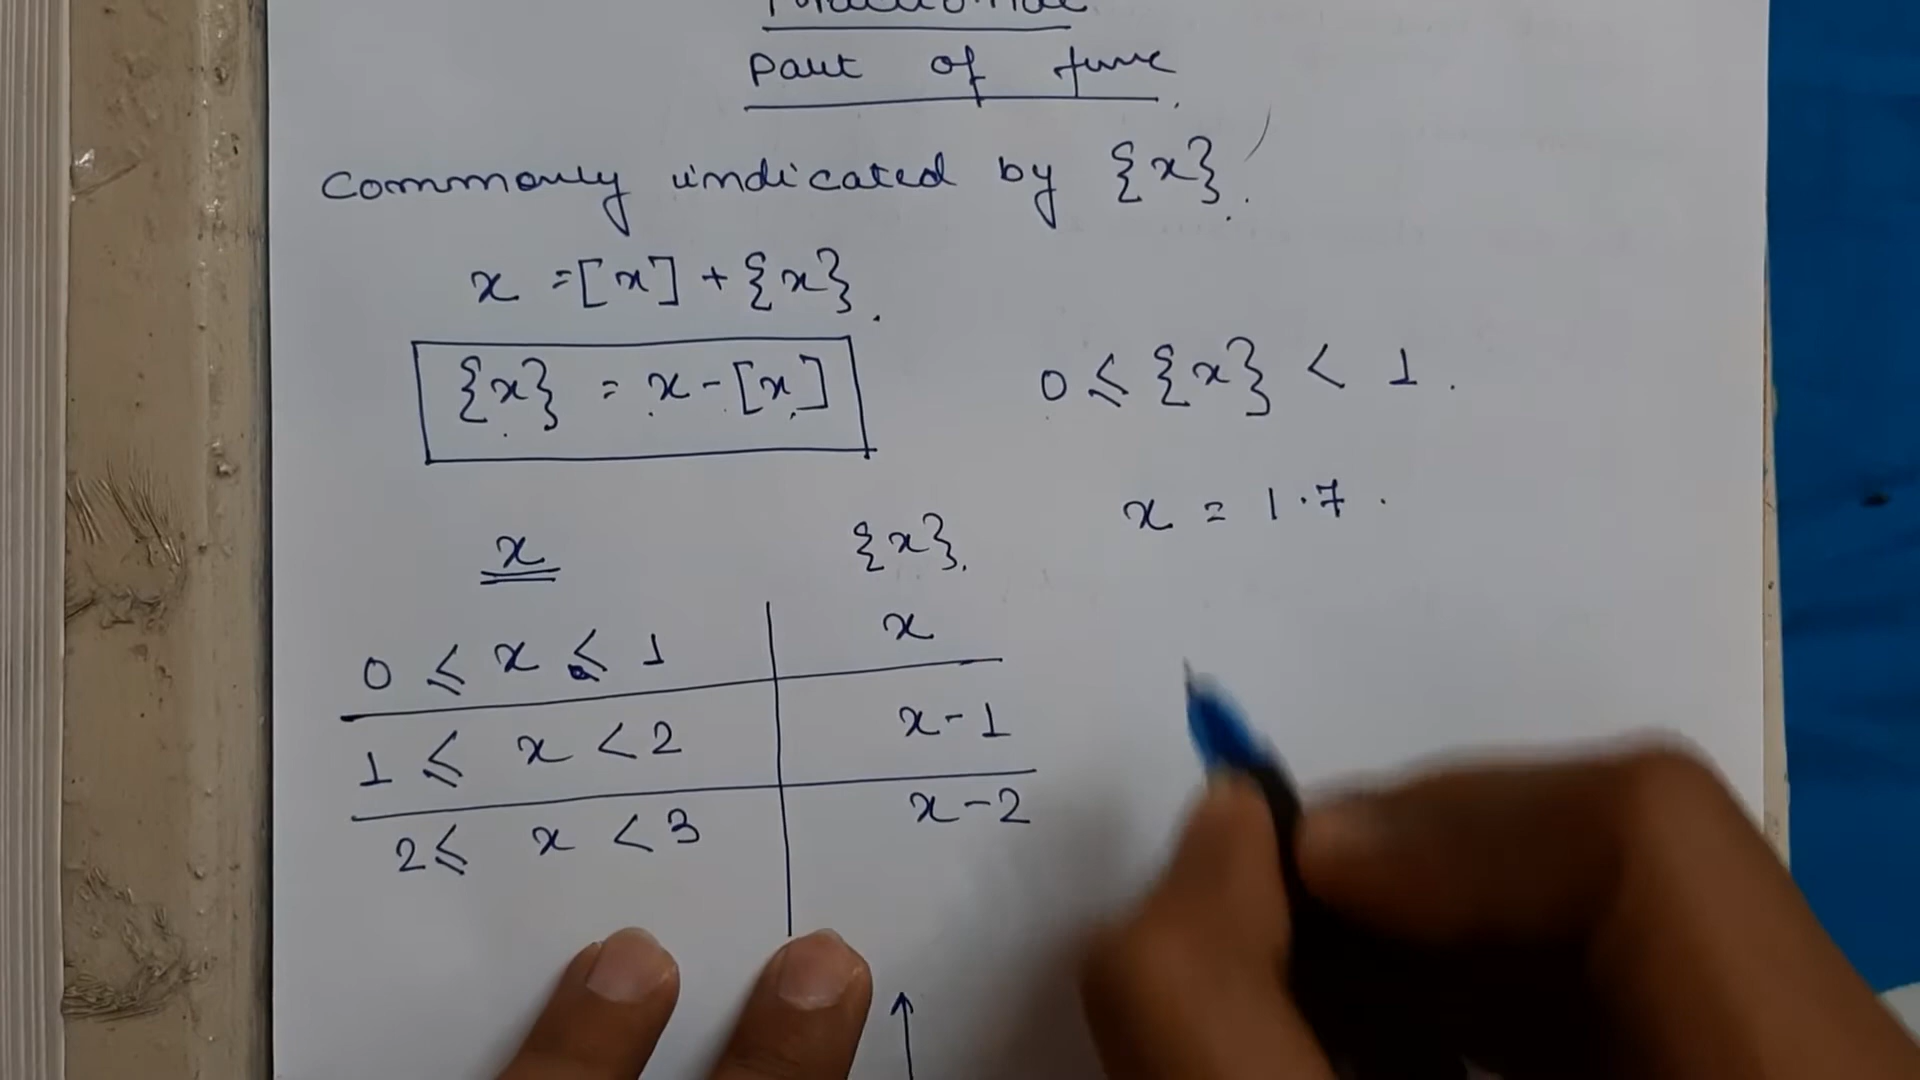 Part of func
commonly indicated by {x}.
x = [x] + {x}.
{x} = x - [x]
0 ≤ {x} < 1.
x = 1.7.
x {x}.
0 ≤ x ≤ 1 x
1 ≤ x < 2 x - 1
2 ≤ x < 3 x - 2